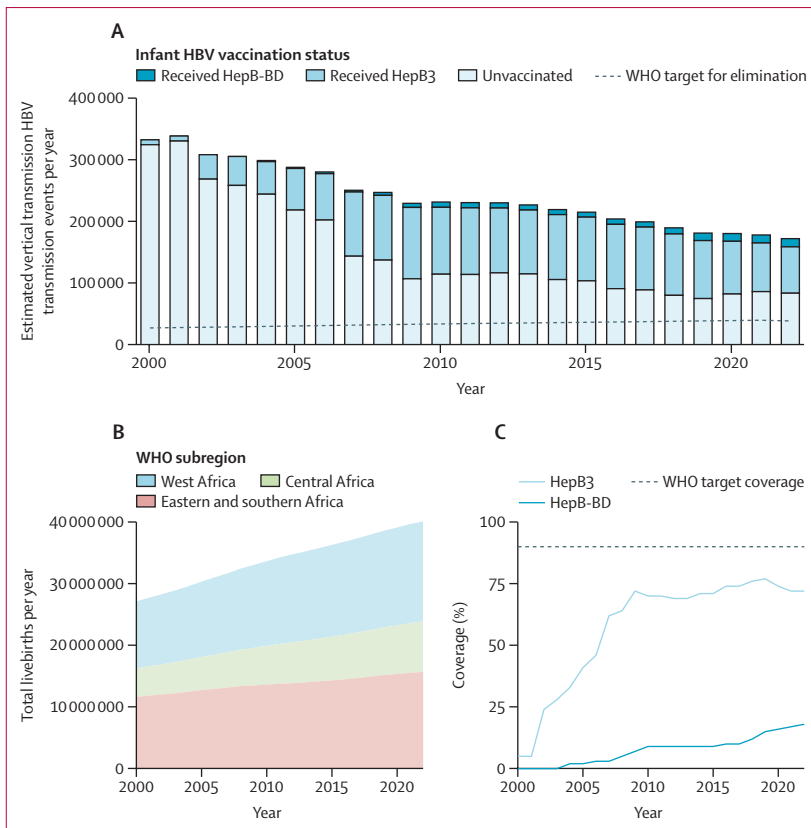 A
Infant HBV vaccination status
Received HepB-BD Received HepB3 Unvaccinated WHO target for elimination
Estimated vertical transmission HBV
transmission events per year
400 000
300 000
200 000
100 000
0
2000 2005 2010 2015 2020
Year
B
WHO subregion
West Africa Central Africa
Eastern and southern Africa
Total livebirths per year
40 000 000
30 000 000
20 000 000
10 000 000
0
2000 2005 2010 2015 2020
Year
C
HepB3 WHO target coverage
HepB-BD
Coverage (%)
100
75
50
25
0
2000 2005 2010 2015 2020
Year